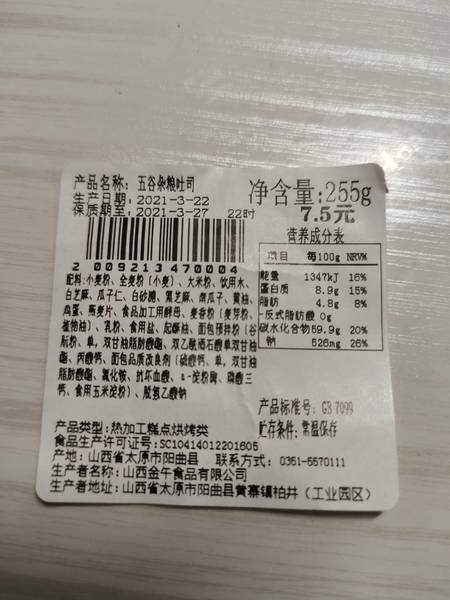 产品名称：五谷杂粮吐司
生产日期：2021-3-22
保质期至：2021-3-27 22时
净含量：255g
7.5元
2 009213 470004
营养成分表
项目 每100g NRV%
能量 1347kJ 16%
蛋白质 8.9g 15%
脂肪 4.8g 8%
-反式脂肪酸 0g
碳水化合物 59.9g 20%
钠 526mg 26%
配料：小麦粉、全麦粉（小麦）、大米粉、饮用水、
白芝麻、瓜子仁、白砂糖、黑芝麻、南瓜子、黄油、
鸡蛋、燕麦片、食品加工用酵母、麦香粉（麦芽粉、
植物油）、乳粉、食用盐、起酥油、面包预拌粉（谷
朊粉、单，双甘油脂肪酸酯、双乙酰酒石酸单双甘油
酯、丙酸钙、面包品质改良剂（硫酸钙、单，双甘油
脂肪酸酯、氯化铵、抗坏血酸、α-淀粉酶、磷酸三
钙、食用玉米淀粉）、脱氢乙酸钠
产品标准号：GB 7099
贮存条件：常温保存
产品类型：热加工糕点烘烤类
食品生产许可证号：SC10414012201605
产地：山西省太原市阳曲县 联系方式：0351-5570111
生产者名称：山西金午食品有限公司
生产者地址：山西省太原市阳曲县黄寨镇柏井（工业园区）